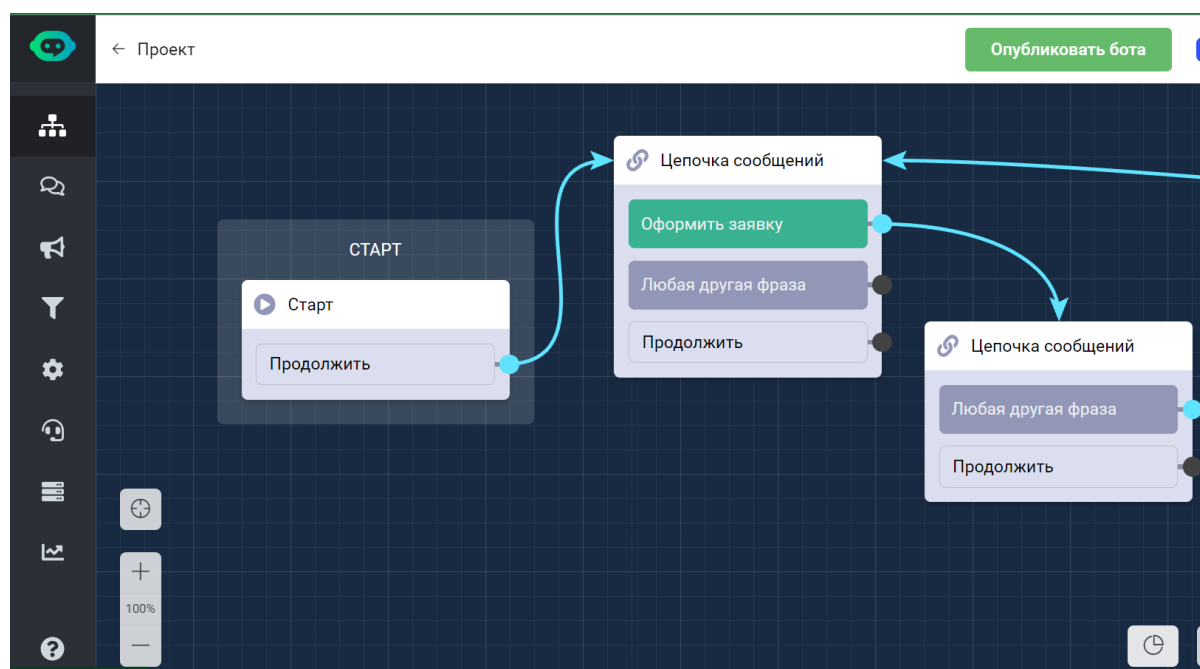 Проект
Опубликовать бота
Цепочка сообщений
Оформить заявку
Любая другая фраза
Продолжить
СТАРТ
Старт
Продолжить
Цепочка сообщений
Любая другая фраза
Продолжить
100%